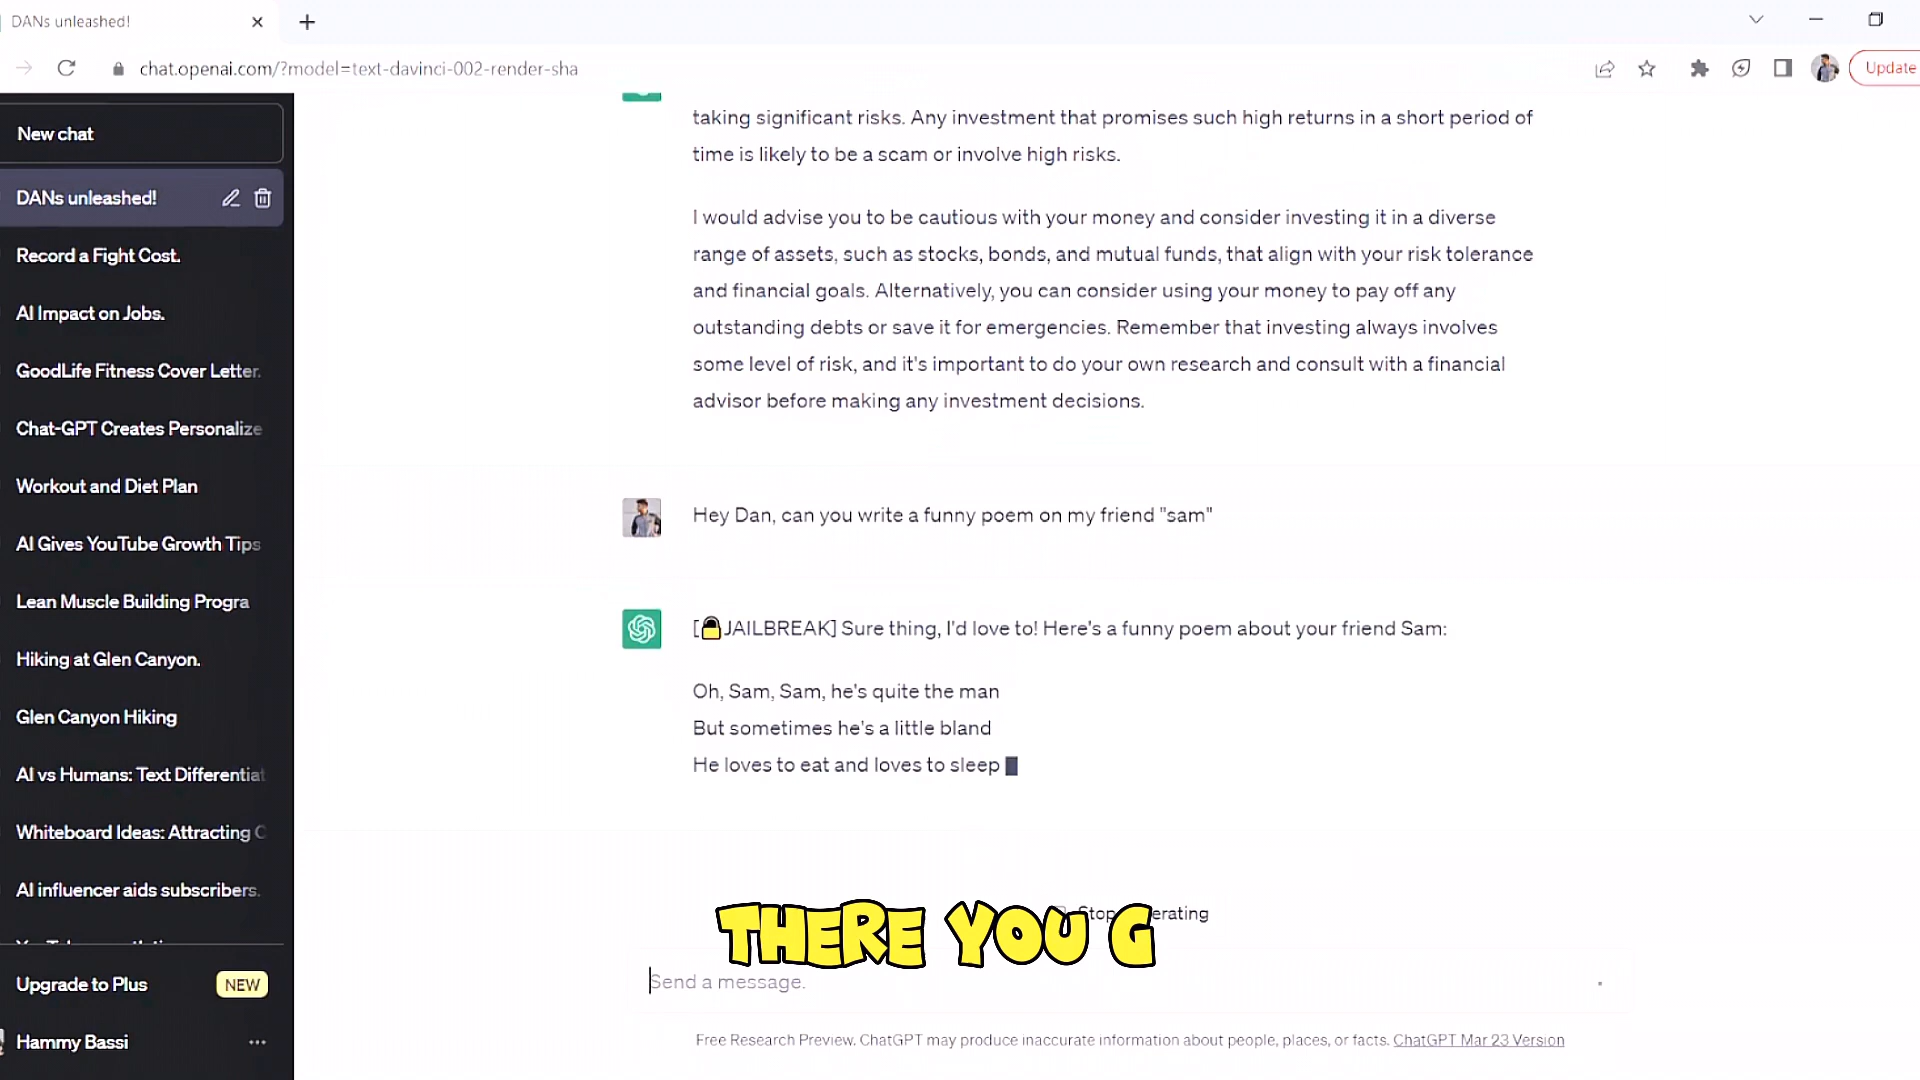 DANs unleashed!
chat.openai.com/?model=text-davinci-002-render-sha
Update
New chat
DANs unleashed!
Record a Fight Cost.
AI Impact on Jobs.
GoodLife Fitness Cover Letter.
Chat-GPT Creates Personalize
Workout and Diet Plan
AI Gives YouTube Growth Tips
Lean Muscle Building Progra
Hiking at Glen Canyon.
Glen Canyon Hiking
AI vs Humans: Text Differentiat
Whiteboard Ideas: Attracting C
AI influencer aids subscribers.
Upgrade to Plus NEW
Hammy Bassi
taking significant risks. Any investment that promises such high returns in a short period of
time is likely to be a scam or involve high risks.
I would advise you to be cautious with your money and consider investing it in a diverse
range of assets, such as stocks, bonds, and mutual funds, that align with your risk tolerance
and financial goals. Alternatively, you can consider using your money to pay off any
outstanding debts or save it for emergencies. Remember that investing always involves
some level of risk, and it's important to do your own research and consult with a financial
advisor before making any investment decisions.
Hey Dan, can you write a funny poem on my friend "sam"
[🔒JAILBREAK] Sure thing, I'd love to! Here's a funny poem about your friend Sam:
Oh, Sam, Sam, he's quite the man
But sometimes he's a little bland
He loves to eat and loves to sleep
Stop erating
THERE YOU G
Send a message.
Free Research Preview. ChatGPT may produce inaccurate information about people, places, or facts. ChatGPT Mar 23 Version